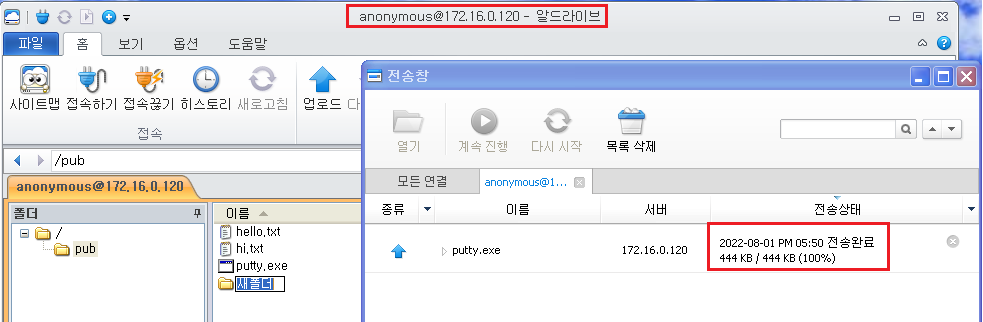 anonymous@172.16.0.120 - 알드라이브
파일 홈 보기 옵션 도움말
사이트맵 접속하기 접속끊기 히스토리 새로고침 업로드
접속
/pub
anonymous@172.16.0.120
폴더
/
pub
이름
hello.txt
hi.txt
putty.exe
새폴더
전송창
열기 계속 진행 다시 시작 목록 삭제
모든 연결 anonymous@1...
종류 이름 서버 전송상태
putty.exe 172.16.0.120 2022-08-01 PM 05:50 전송완료
444 KB / 444 KB (100%)